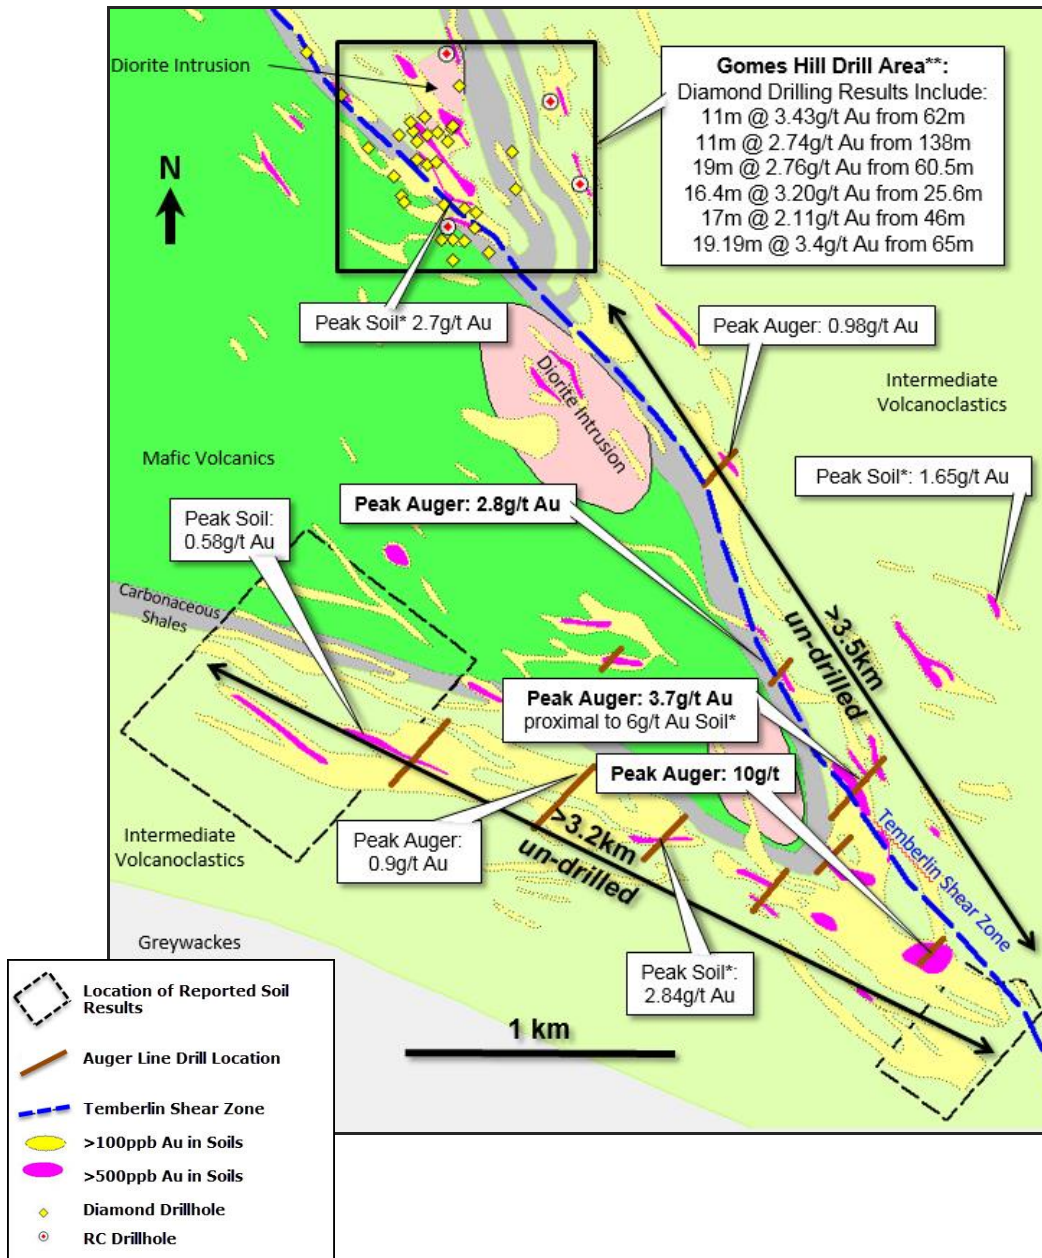 Diorite Intrusion
N
Gomes Hill Drill Area**:
Diamond Drilling Results Include:
11m @ 3.43g/t Au from 62m
11m @ 2.74g/t Au from 138m
19m @ 2.76g/t Au from 60.5m
16.4m @ 3.20g/t Au from 25.6m
17m @ 2.11g/t Au from 46m
19.19m @ 3.4g/t Au from 65m
Peak Soil* 2.7g/t Au
Peak Auger: 0.98g/t Au
Diorite Intrusion
Intermediate
Volcanoclastics
Mafic Volcanics
Peak Soil*: 1.65g/t Au
Peak Auger: 2.8g/t Au
Peak Soil:
0.58g/t Au
Carbonaceous
Shales
>3.5km
un-drilled
Peak Auger: 3.7g/t Au
proximal to 6g/t Au Soil*
Peak Auger: 10g/t
Intermediate
Volcanoclastics
Peak Auger:
0.9g/t Au
>3.2km
un-drilled
Temberlin Shear Zone
Greywackes
Peak Soil*:
2.84g/t Au
1 km
Location of Reported Soil
Results
Auger Line Drill Location
Temberlin Shear Zone
>100ppb Au in Soils
>500ppb Au in Soils
Diamond Drillhole
RC Drillhole